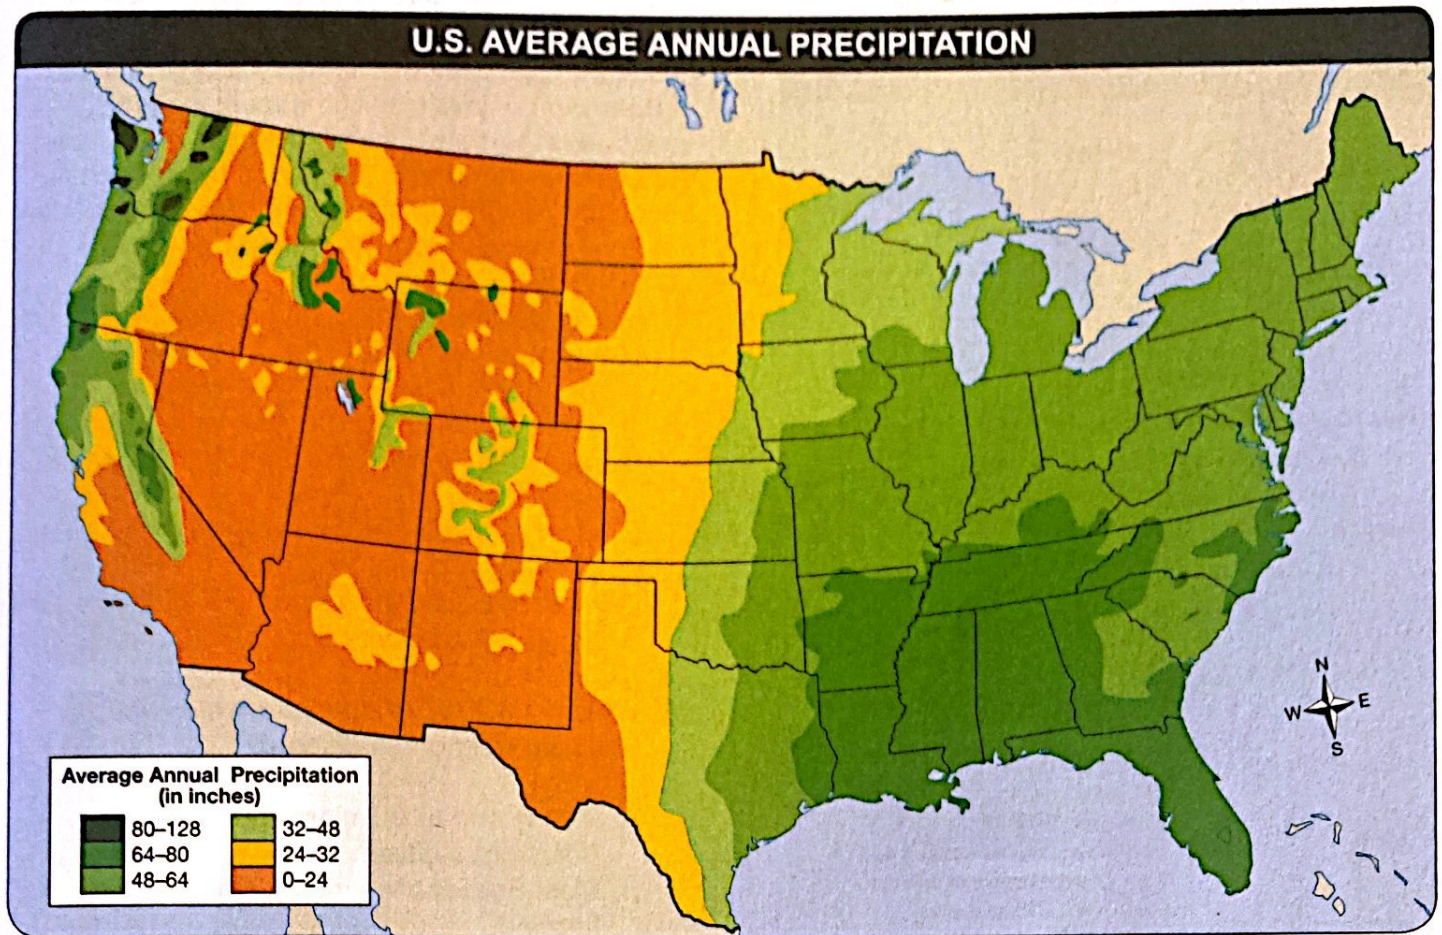 U.S. AVERAGE ANNUAL PRECIPITATION
N
W E
S
Average Annual Precipitation
(in inches)
80–128
64–80
48–64
32–48
24–32
0–24